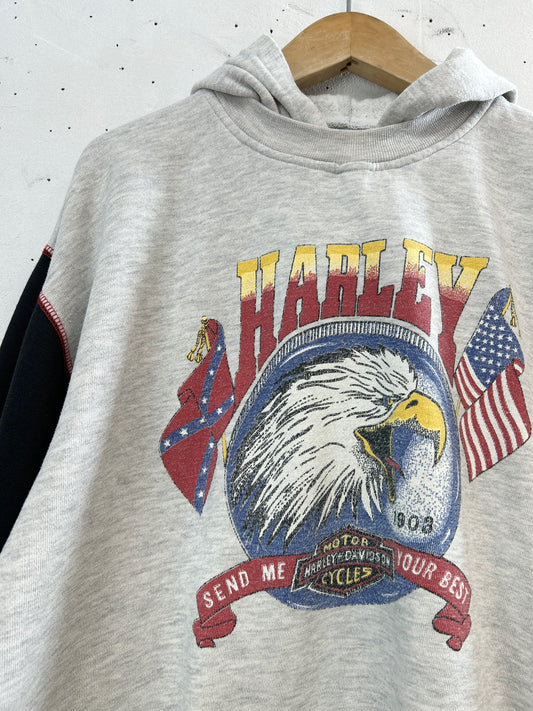 HARLEY
1903
MOTOR
HARLEY-DAVIDSON
CYCLES
SEND ME YOUR BEST